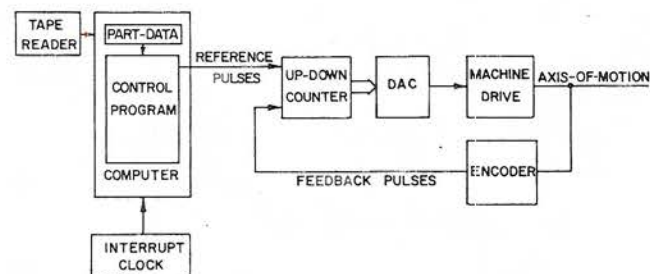 TAPE
READER
PART-DATA
CONTROL
PROGRAM
COMPUTER
INTERRUPT
CLOCK
REFERENCE
PULSES
UP-DOWN
COUNTER
DAC
MACHINE
DRIVE
AXIS-OF-MOTION
ENCODER
FEEDBACK PULSES